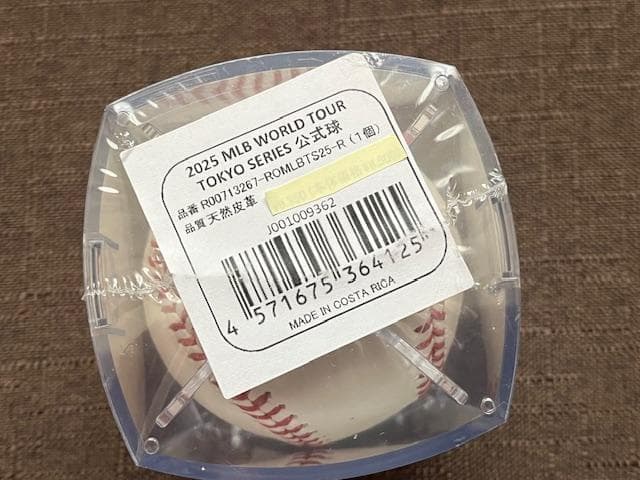 2025 MLB WORLD TOUR
TOKYO SERIES 公式球
品番 R00713267-ROMLBTS25-R (1個)
品質 天然皮革
J001009362
4 571675 364125
MADE IN COSTA RICA